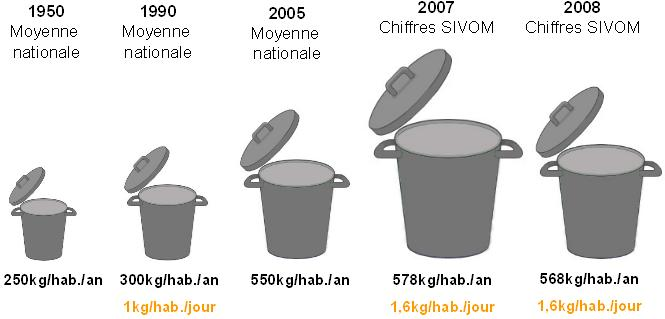 1950
Moyenne
nationale
1990
Moyenne
nationale
2005
Moyenne
nationale
2007
Chiffres SIVOM
2008
Chiffres SIVOM
250kg/hab./an
300kg/hab./an
550kg/hab./an
578kg/hab./an
568kg/hab./an
1kg/hab./jour
1,6kg/hab./jour
1,6kg/hab./jour